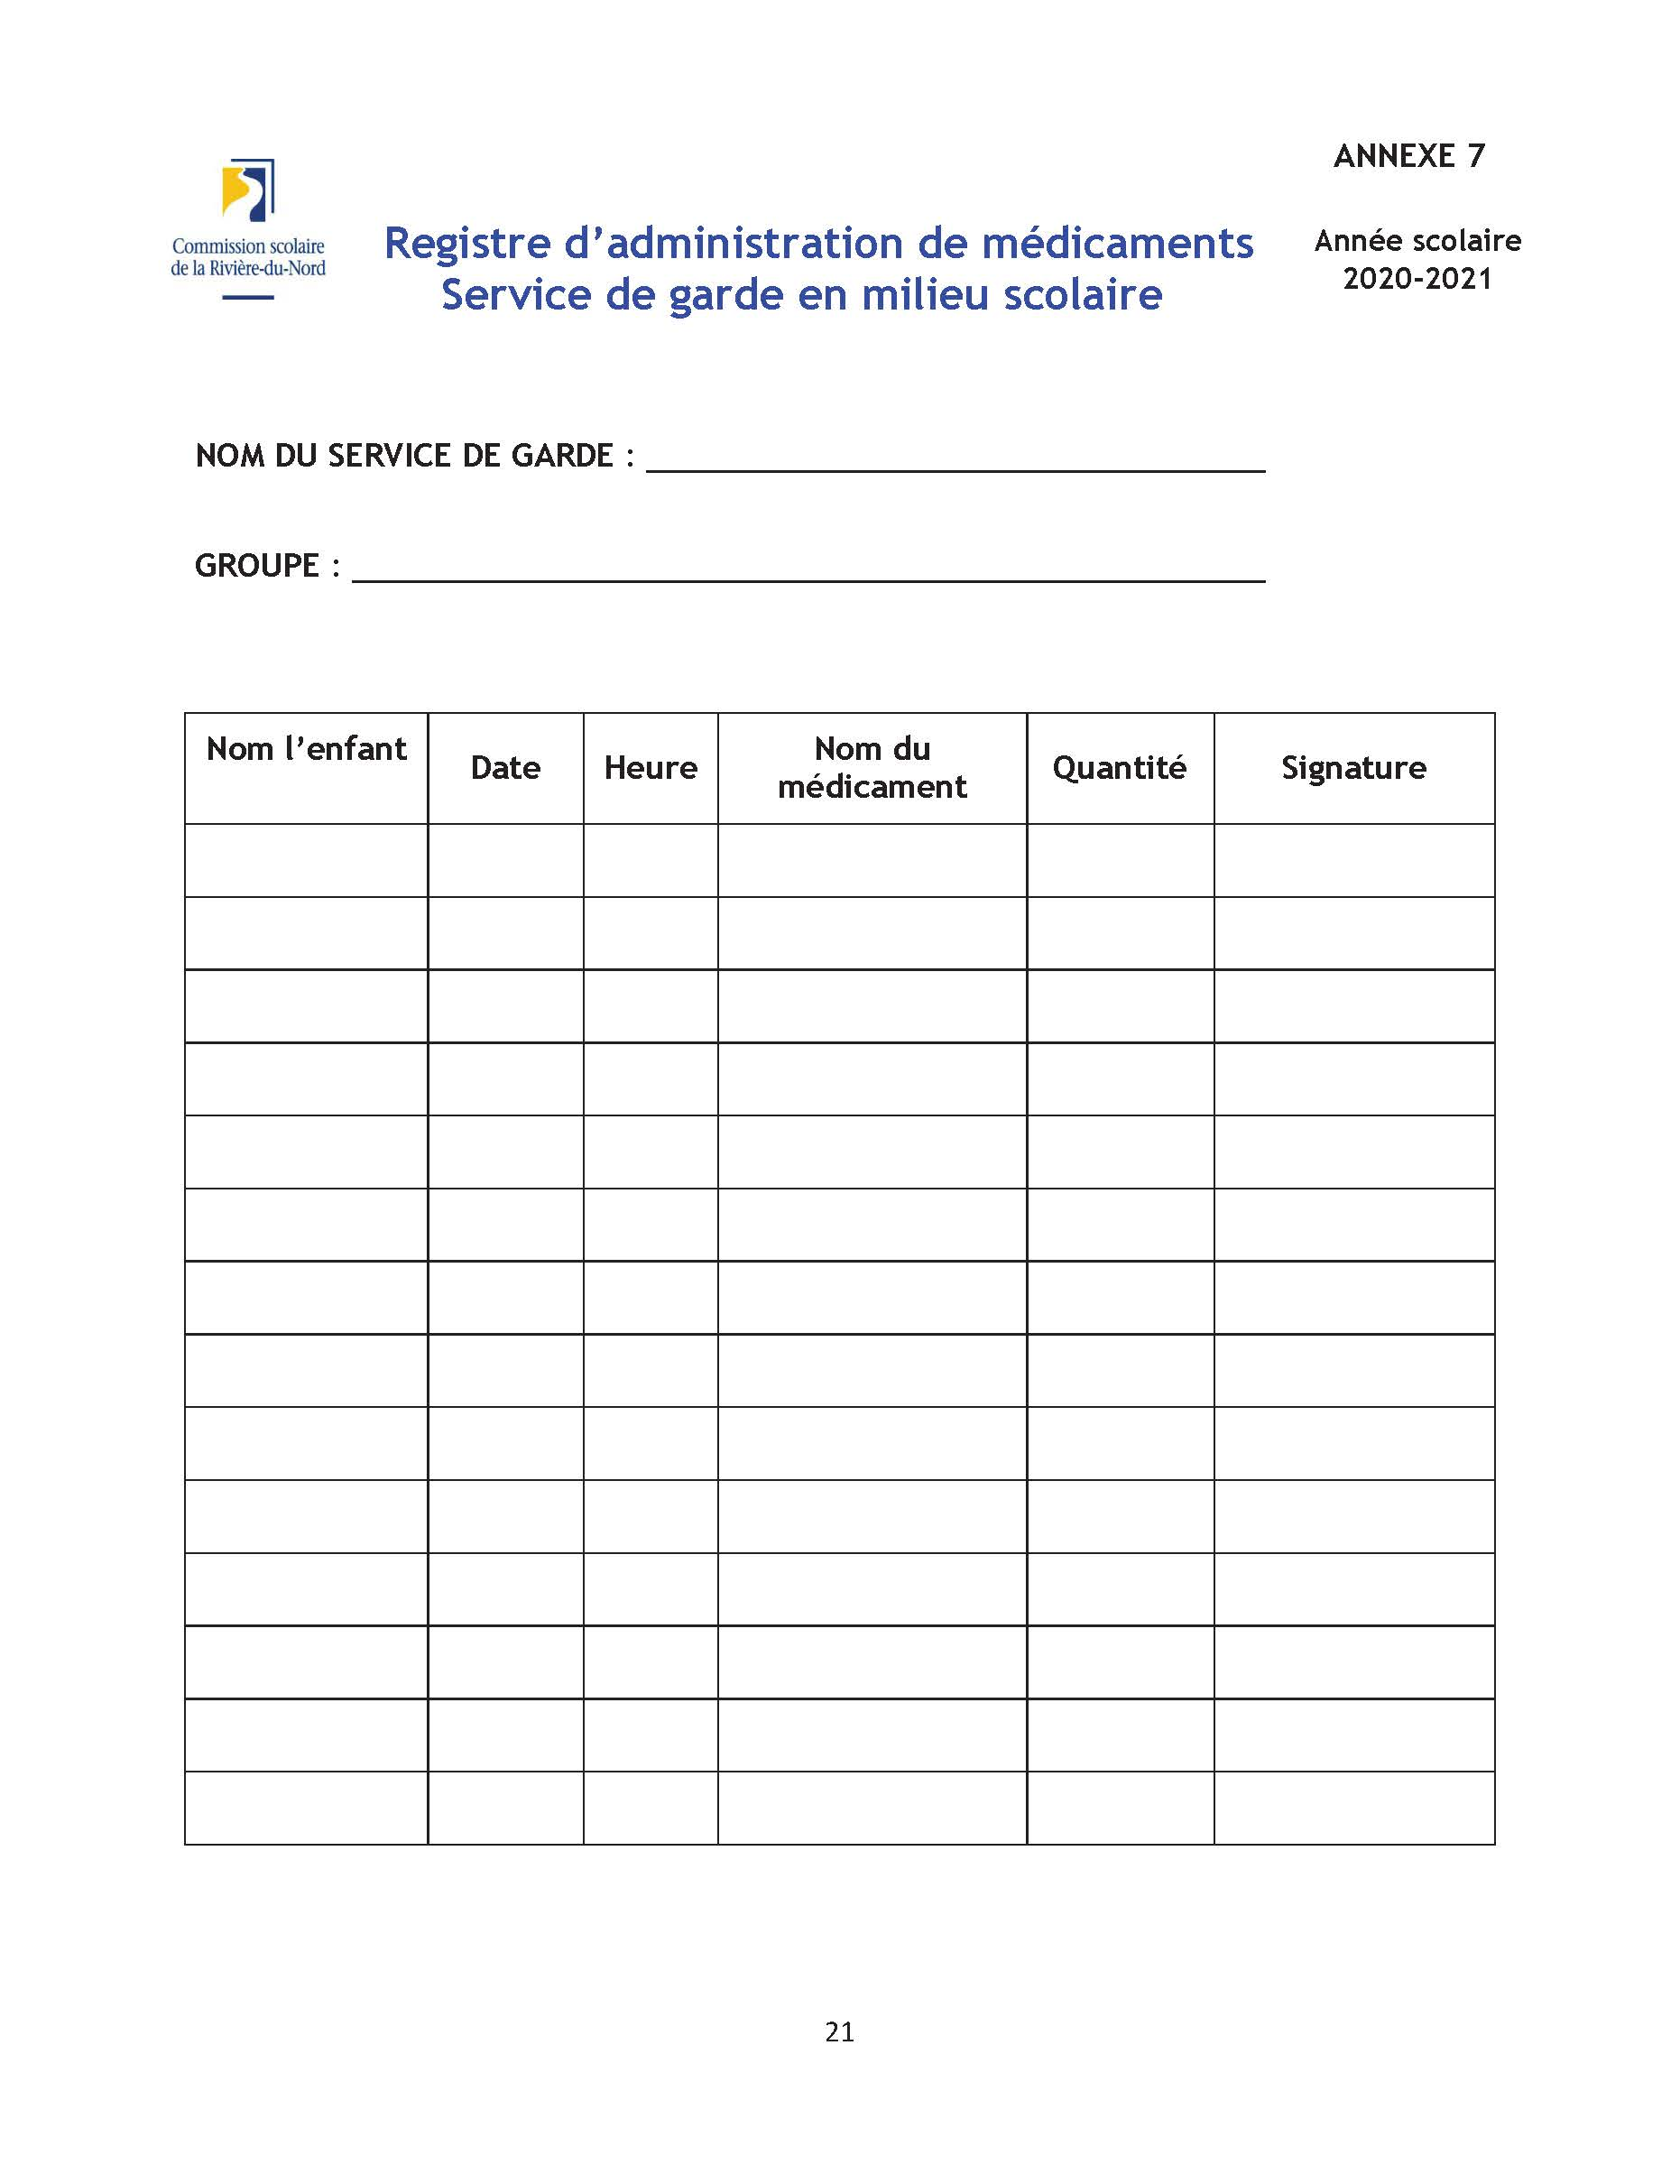 ANNEXE 7
Commission scolaire
de la Rivière-du-Nord
Registre d’administration de médicaments
Service de garde en milieu scolaire
Année scolaire
2020-2021
NOM DU SERVICE DE GARDE :
GROUPE :
Nom l’enfant
Date
Heure
Nom du
médicament
Quantité
Signature
21